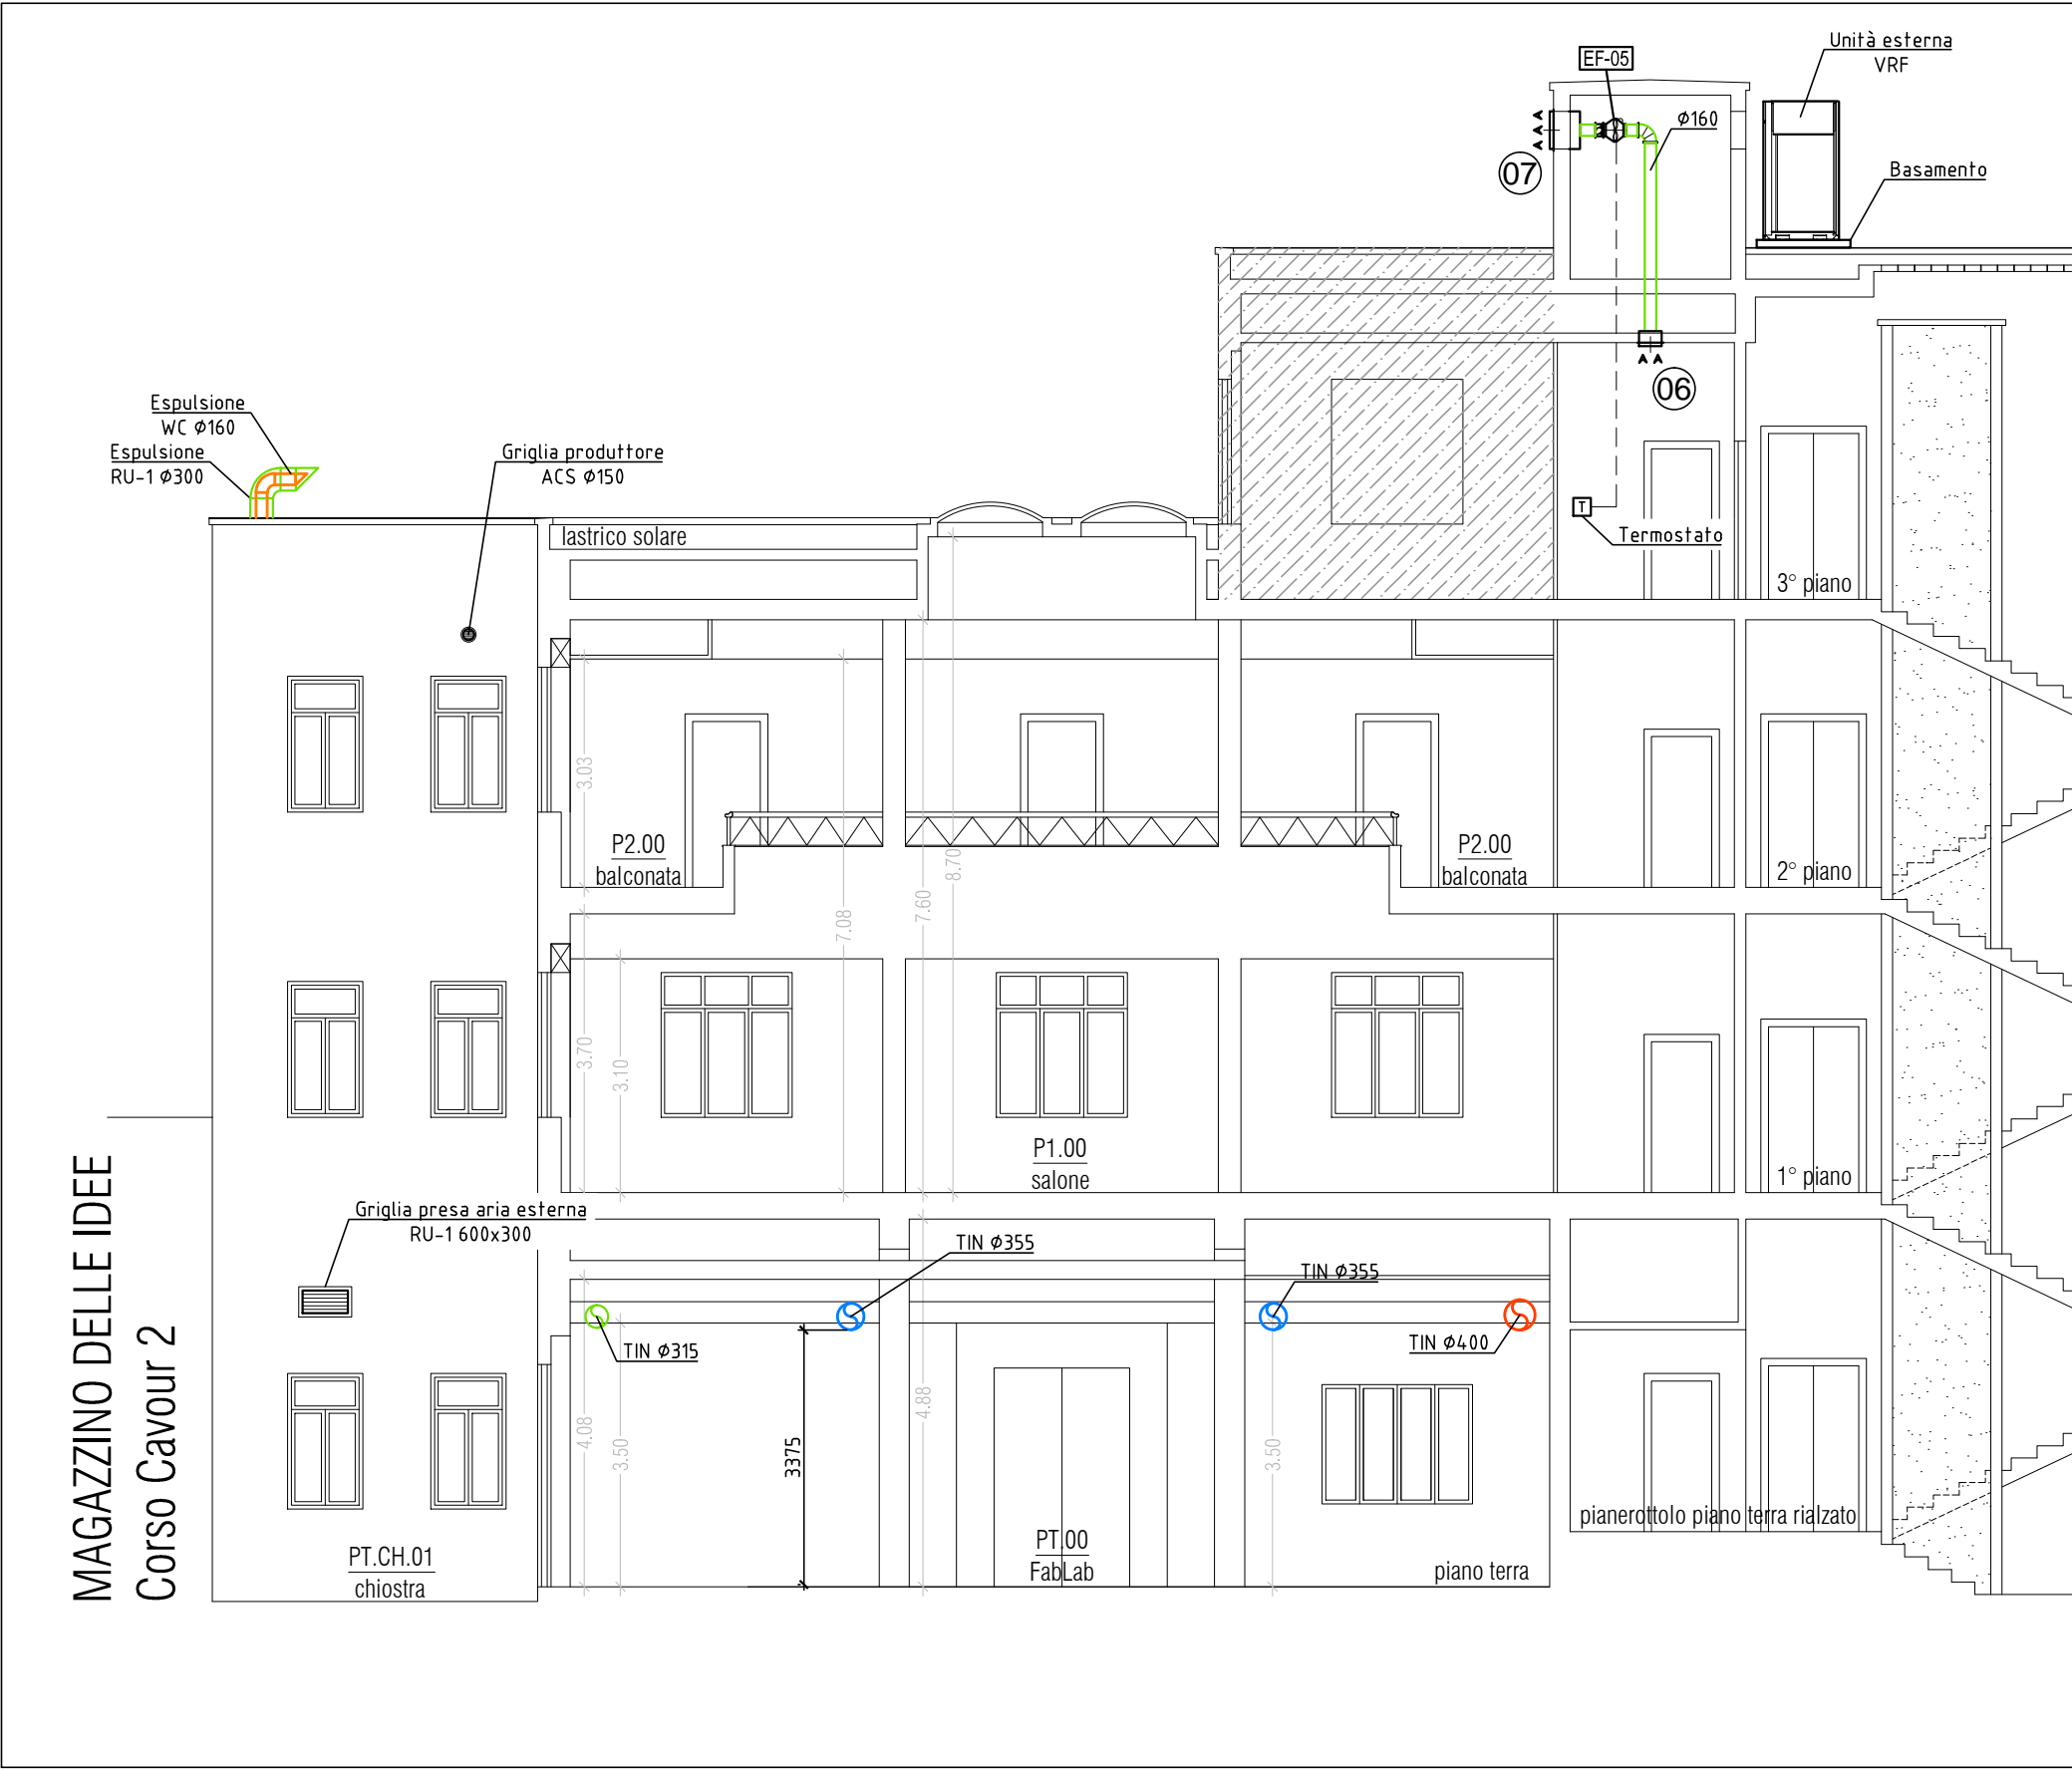 EF-05
Unità esterna
VRF
Ø160
07
Basamento
06
Espulsione
WC Ø160
Espulsione
RU-1 Ø300
Griglia produttore
ACS Ø150
lastrico solare
T
Termostato
3° piano
3.03
P2.00
balconata
8.70
P2.00
balconata
2° piano
7.60
7.08
3.70
3.10
P1.00
salone
1° piano
MAGAZZINO DELLE IDEE
Corso Cavour 2
Griglia presa aria esterna
RU-1 600x300
TIN Ø355
TIN Ø355
TIN Ø315
TIN Ø400
4.88
4.08
3.50
3375
3.50
pianerottolo piano terra rialzato
PT.CH.01
chiostra
PT.00
FabLab
piano terra